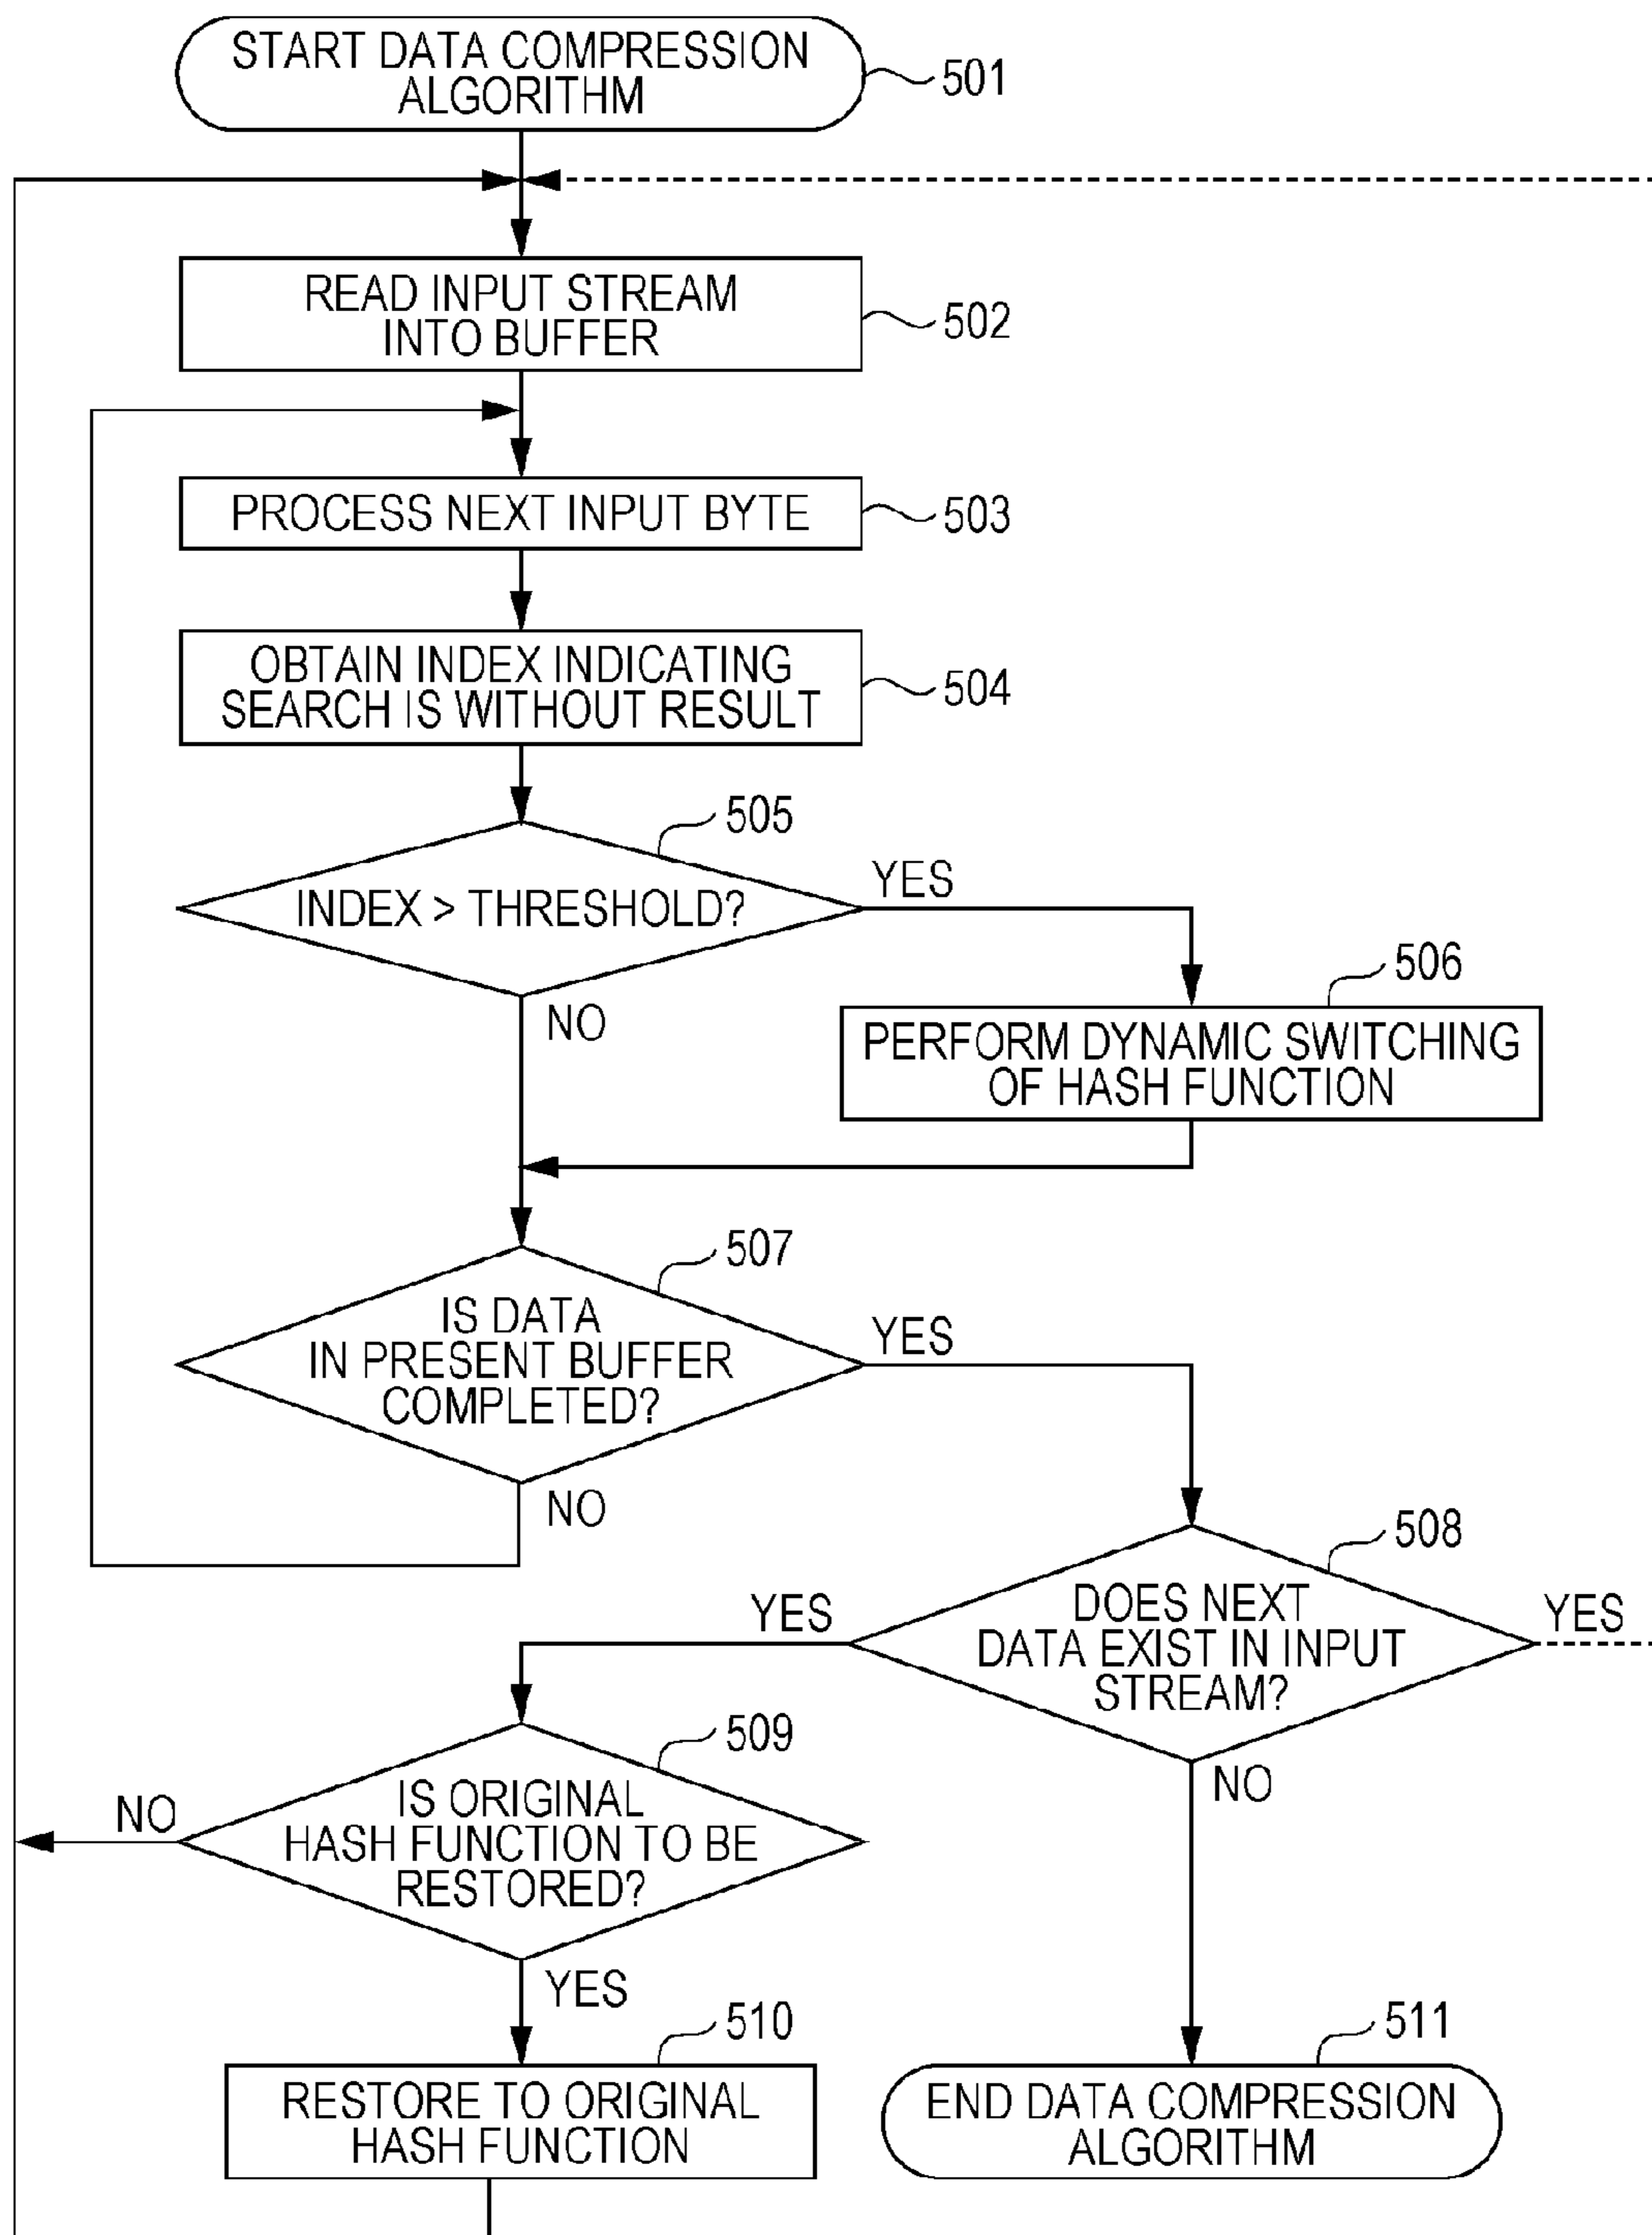 START DATA COMPRESSION
ALGORITHM
501
READ INPUT STREAM
INTO BUFFER
502
PROCESS NEXT INPUT BYTE
503
OBTAIN INDEX INDICATING
SEARCH IS WITHOUT RESULT
504
505
INDEX > THRESHOLD?
YES
NO
506
PERFORM DYNAMIC SWITCHING
OF HASH FUNCTION
507
IS DATA
IN PRESENT BUFFER
COMPLETED?
YES
NO
508
DOES NEXT
DATA EXIST IN INPUT
STREAM?
YES
YES
NO
509
IS ORIGINAL
HASH FUNCTION TO BE
RESTORED?
NO
YES
510
RESTORE TO ORIGINAL
HASH FUNCTION
511
END DATA COMPRESSION
ALGORITHM